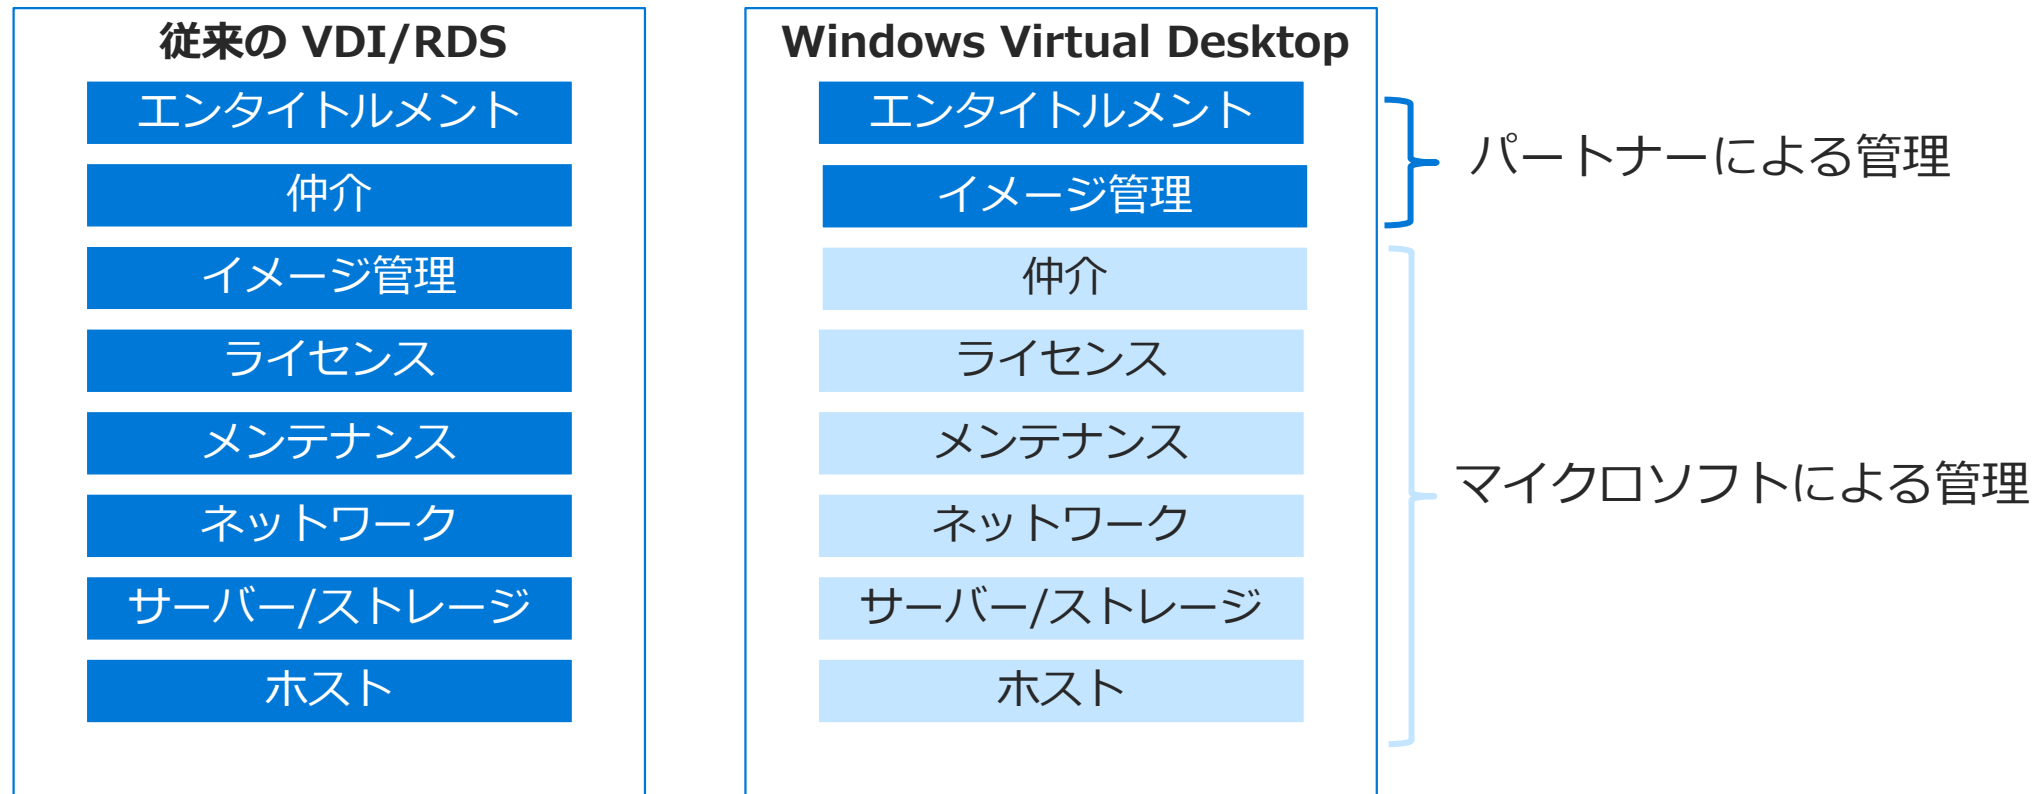 従来の VDI/RDS
エンタイトルメント
仲介
イメージ管理
ライセンス
メンテナンス
ネットワーク
サーバー/ストレージ
ホスト
Windows Virtual Desktop
エンタイトルメント
イメージ管理
仲介
ライセンス
メンテナンス
ネットワーク
サーバー/ストレージ
ホスト
パートナーによる管理
マイクロソフトによる管理